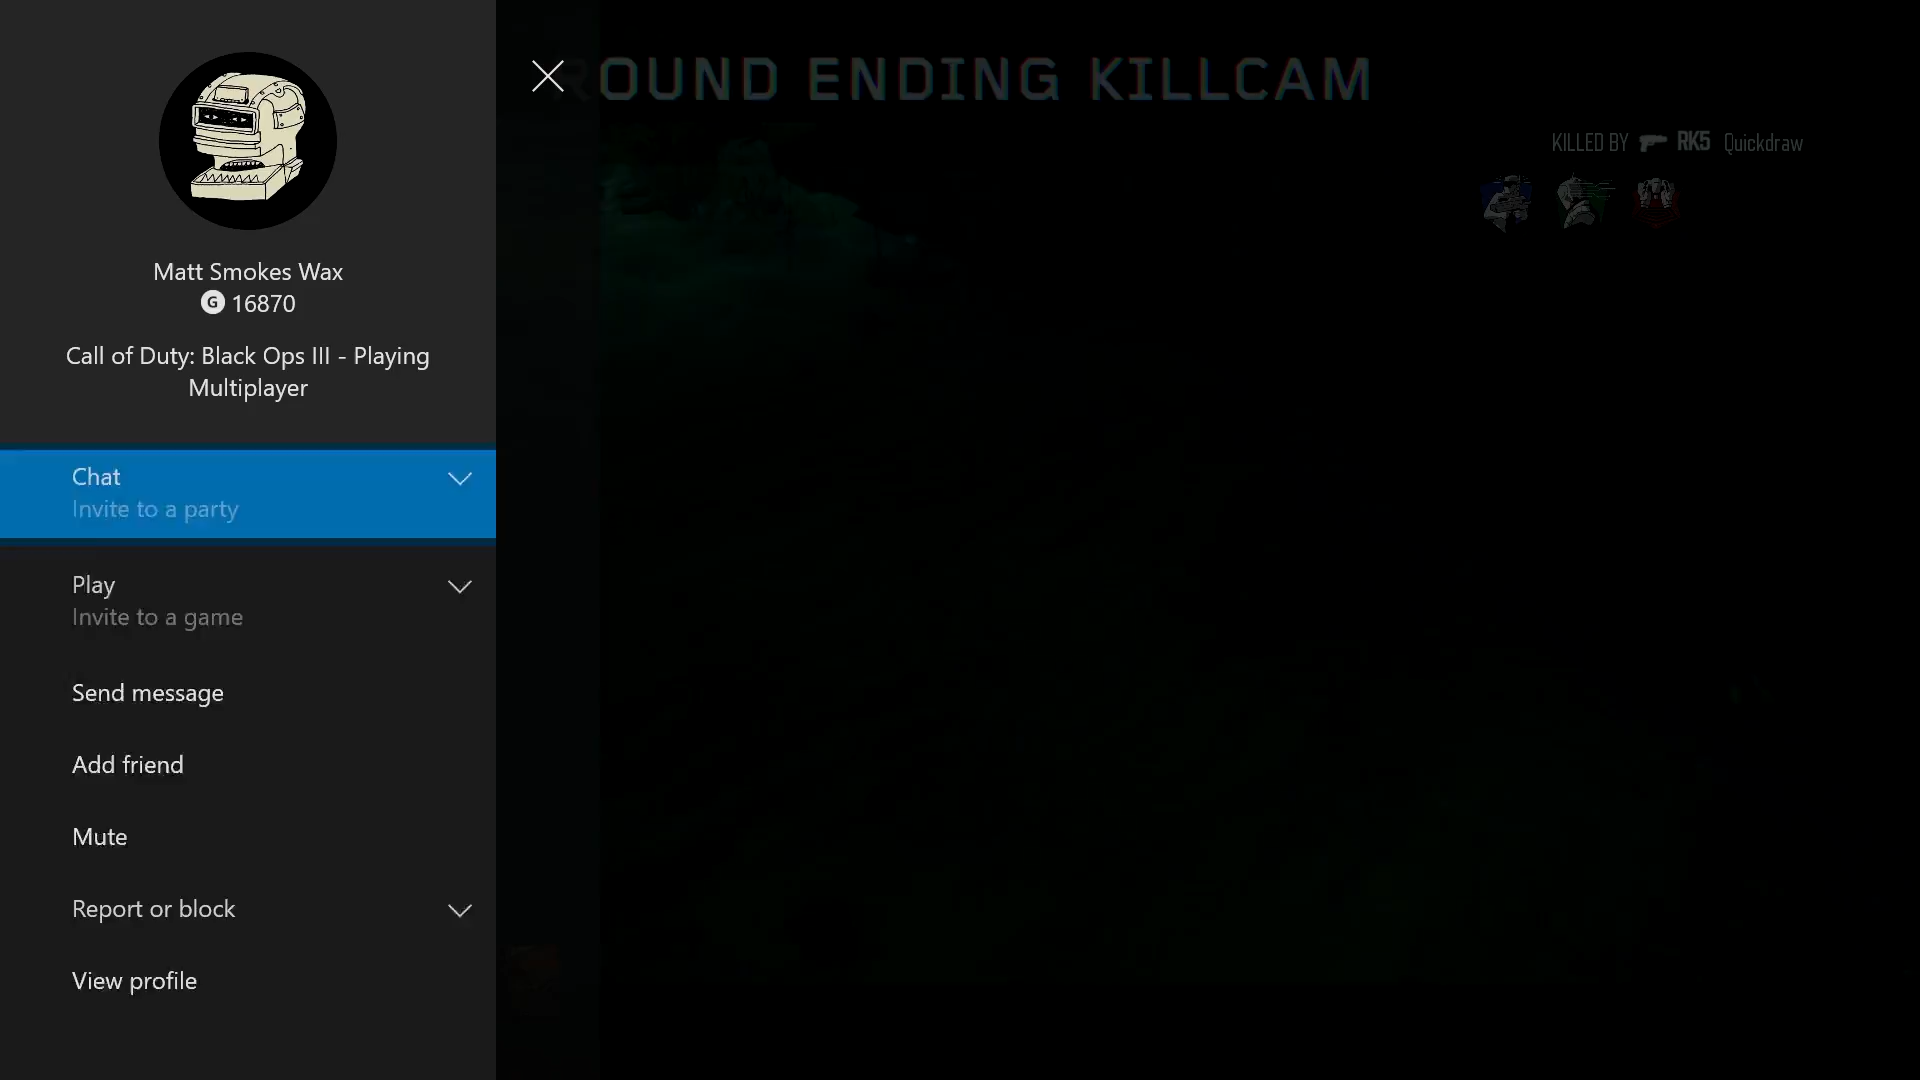 Matt Smokes Wax
G 16870
Call of Duty: Black Ops III - Playing
Multiplayer
Chat
Invite to a party
Play
Invite to a game
Send message
Add friend
Mute
Report or block
View profile
ROUND ENDING KILLCAM
KILLED BY RK5 Quickdraw